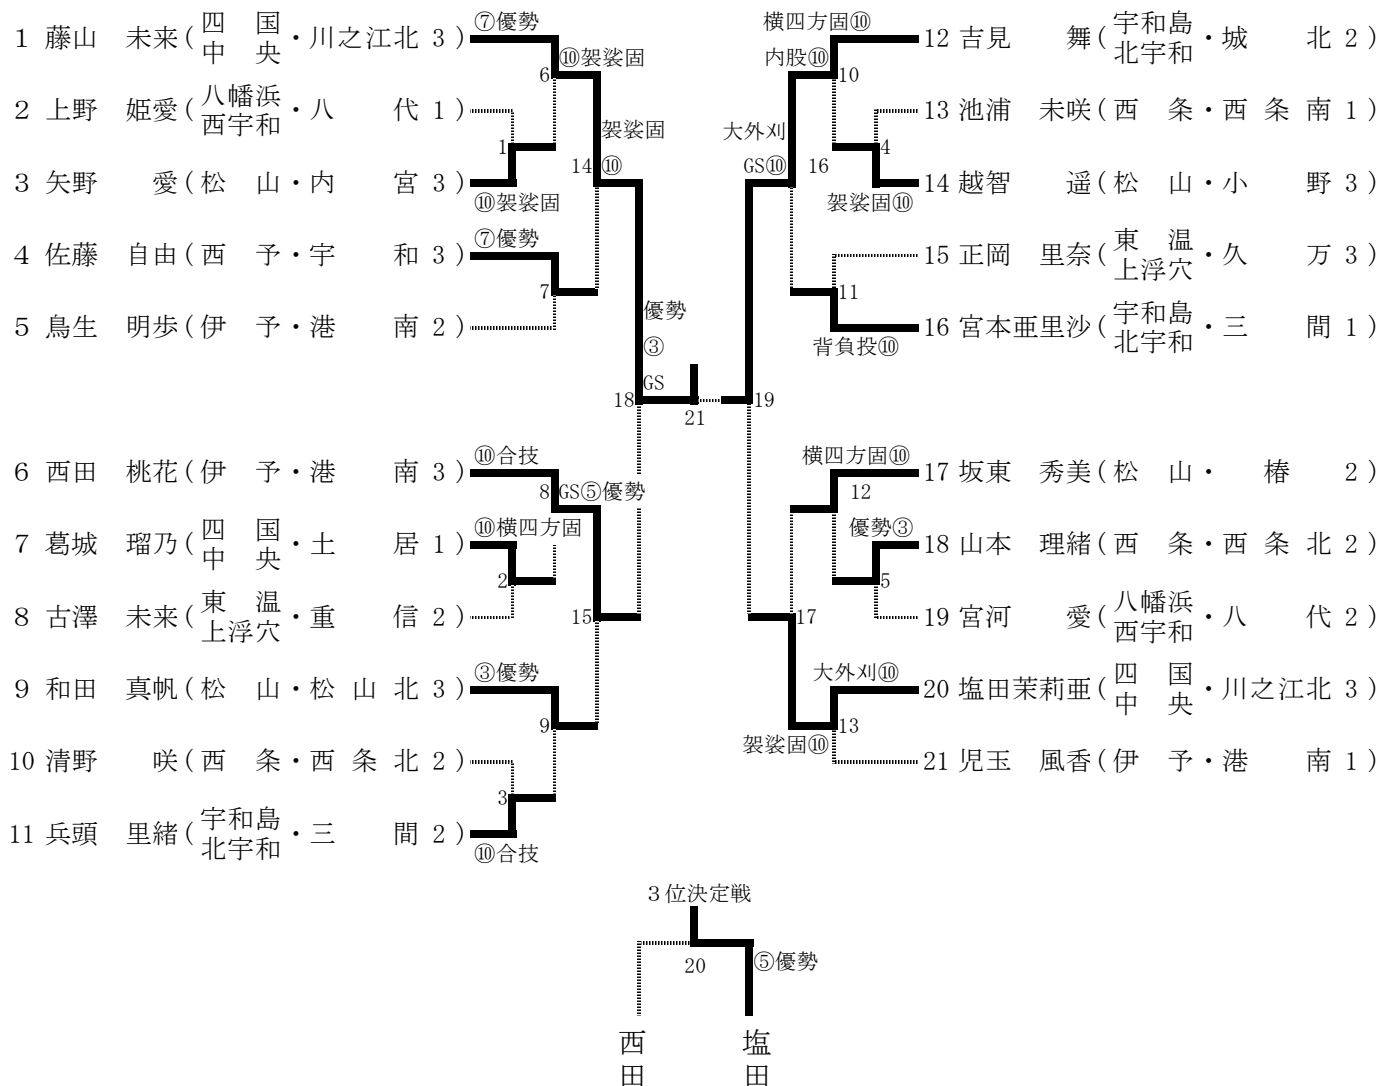 ⑦優勢
1 藤山 未来(四国中央・川之江北 3)
⑩袈裟固
6
2 上野 姫愛(八幡浜西宇和・八代 1)
1
袈裟固
14 ⑩
3 矢野 愛(松山・内宮 3)
⑩袈裟固
⑦優勢
4 佐藤 自由(西予・宇和 3)
7
5 鳥生 明歩(伊予・港南 2)
優勢
③
GS
18
21
⑩合技
6 西田 桃花(伊予・港南 3)
8 GS⑤優勢
⑩横四方固
7 葛城 瑠乃(四国中央・土居 1)
2
8 古澤 未来(東温上浮穴・重信 2)
15
③優勢
9 和田 真帆(松山・松山北 3)
9
10 清野 咲(西条・西条北 2)
3
11 兵頭 里緒(宇和島北宇和・三間 2)
⑩合技
横四方固⑩
12 吉見 舞(宇和島北宇和・城北 2)
内股⑩
10
13 池浦 未咲(西条・西条南 1)
大外刈
4
GS⑩ 16
14 越智 遥(松山・小野 3)
袈裟固⑩
15 正岡 里奈(東温上浮穴・久万 3)
11
16 宮本亜里沙(宇和島北宇和・三間 1)
背負投⑩
19
横四方固⑩
17 坂東 秀美(松山・椿 2)
12
優勢③
18 山本 理緒(西条・西条北 2)
5
19 宮河 愛(八幡浜西宇和・八代 2)
17
大外刈⑩
20 塩田茉莉亜(四国中央・川之江北 3)
13
袈裟固⑩
21 児玉 風香(伊予・港南 1)
3位決定戦
20
⑤優勢
西田
塩田